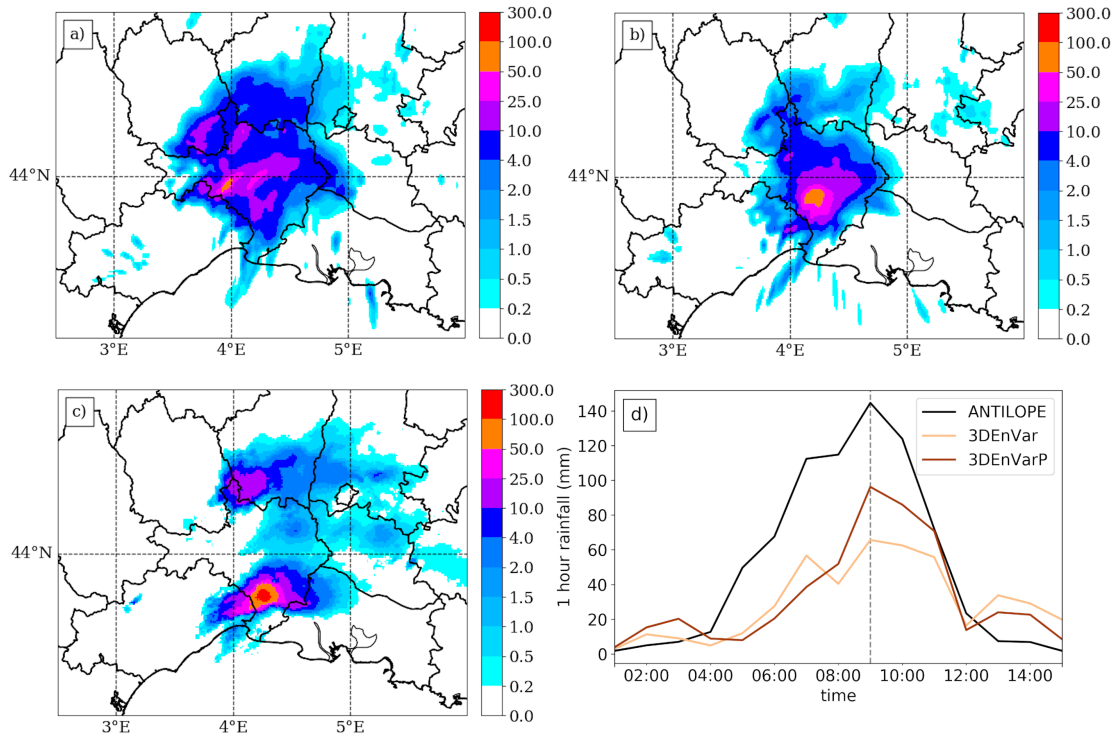 a)
300.0
100.0
50.0
25.0
10.0
4.0
2.0
1.5
1.0
0.5
0.2
0.0
44°N
3°E 4°E 5°E
b)
300.0
100.0
50.0
25.0
10.0
4.0
2.0
1.5
1.0
0.5
0.2
0.0
44°N
3°E 4°E 5°E
c)
300.0
100.0
50.0
25.0
10.0
4.0
2.0
1.5
1.0
0.5
0.2
0.0
44°N
3°E 4°E 5°E
d)
ANTILOPE
3DEnVar
3DEnVarP
1 hour rainfall (mm)
140
120
100
80
60
40
20
0
02:00 04:00 06:00 08:00 10:00 12:00 14:00
time